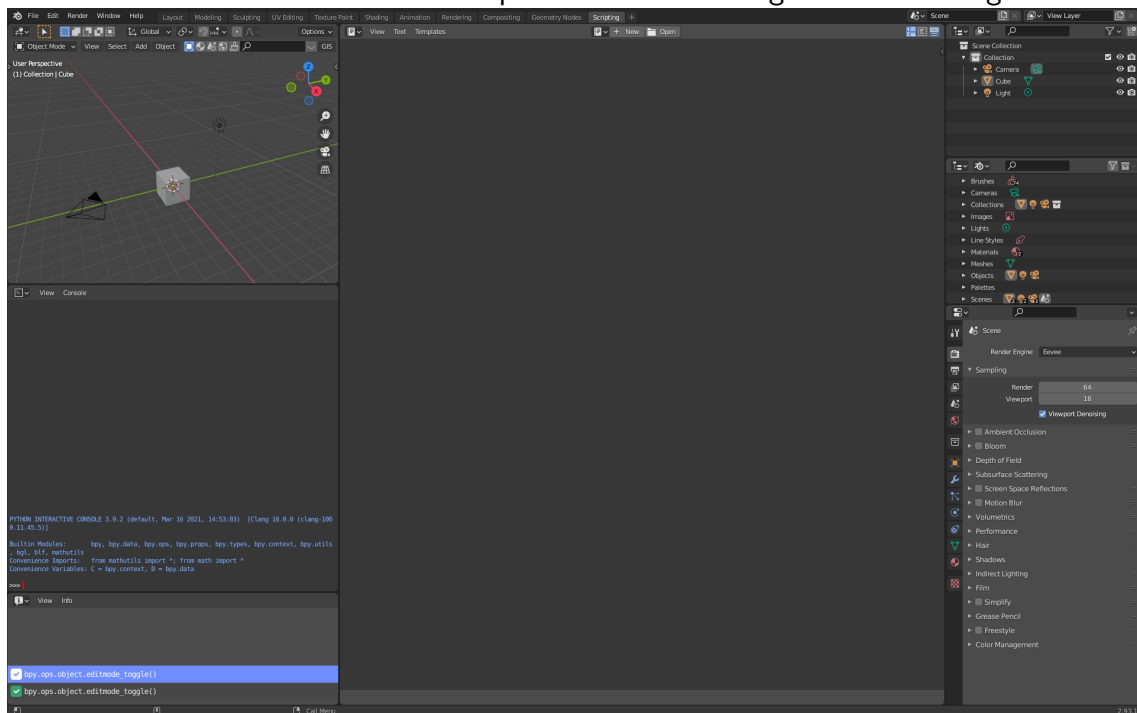 File Edit Render Window Help Layout Modeling Sculpting UV Editing Texture Paint Shading Animation Rendering Compositing Geometry Nodes Scripting + Scene View Layer
Global Options
View Text Templates + New Open
Object Mode View Select Add Object GIS
User Perspective
(1) Collection | Cube
Z
Y
X
Scene Collection
Collection
Camera
Cube
Light
Brushes
Cameras
Collections
Images
Lights
Line Styles
Materials
Meshes
Objects
Palettes
Scenes
View Console
PYTHON INTERACTIVE CONSOLE 3.9.2 (default, Mar 16 2021, 14:53:03) [Clang 10.0.0 (clang-100
0.11.45.5)]
Builtin Modules: bpy, bpy.data, bpy.ops, bpy.props, bpy.types, bpy.context, bpy.utils
, bgl, blf, mathutils
Convenience Imports: from mathutils import *; from math import *
Convenience Variables: C = bpy.context, D = bpy.data
>>>
View Info
bpy.ops.object.editmode_toggle()
bpy.ops.object.editmode_toggle()
Scene
Render Engine Eevee
Sampling
Render 64
Viewport 16
Viewport Denoising
Ambient Occlusion
Bloom
Depth of Field
Subsurface Scattering
Screen Space Reflections
Motion Blur
Volumetrics
Performance
Hair
Shadows
Indirect Lighting
Film
Simplify
Grease Pencil
Freestyle
Color Management
Call Menu
2.93.1